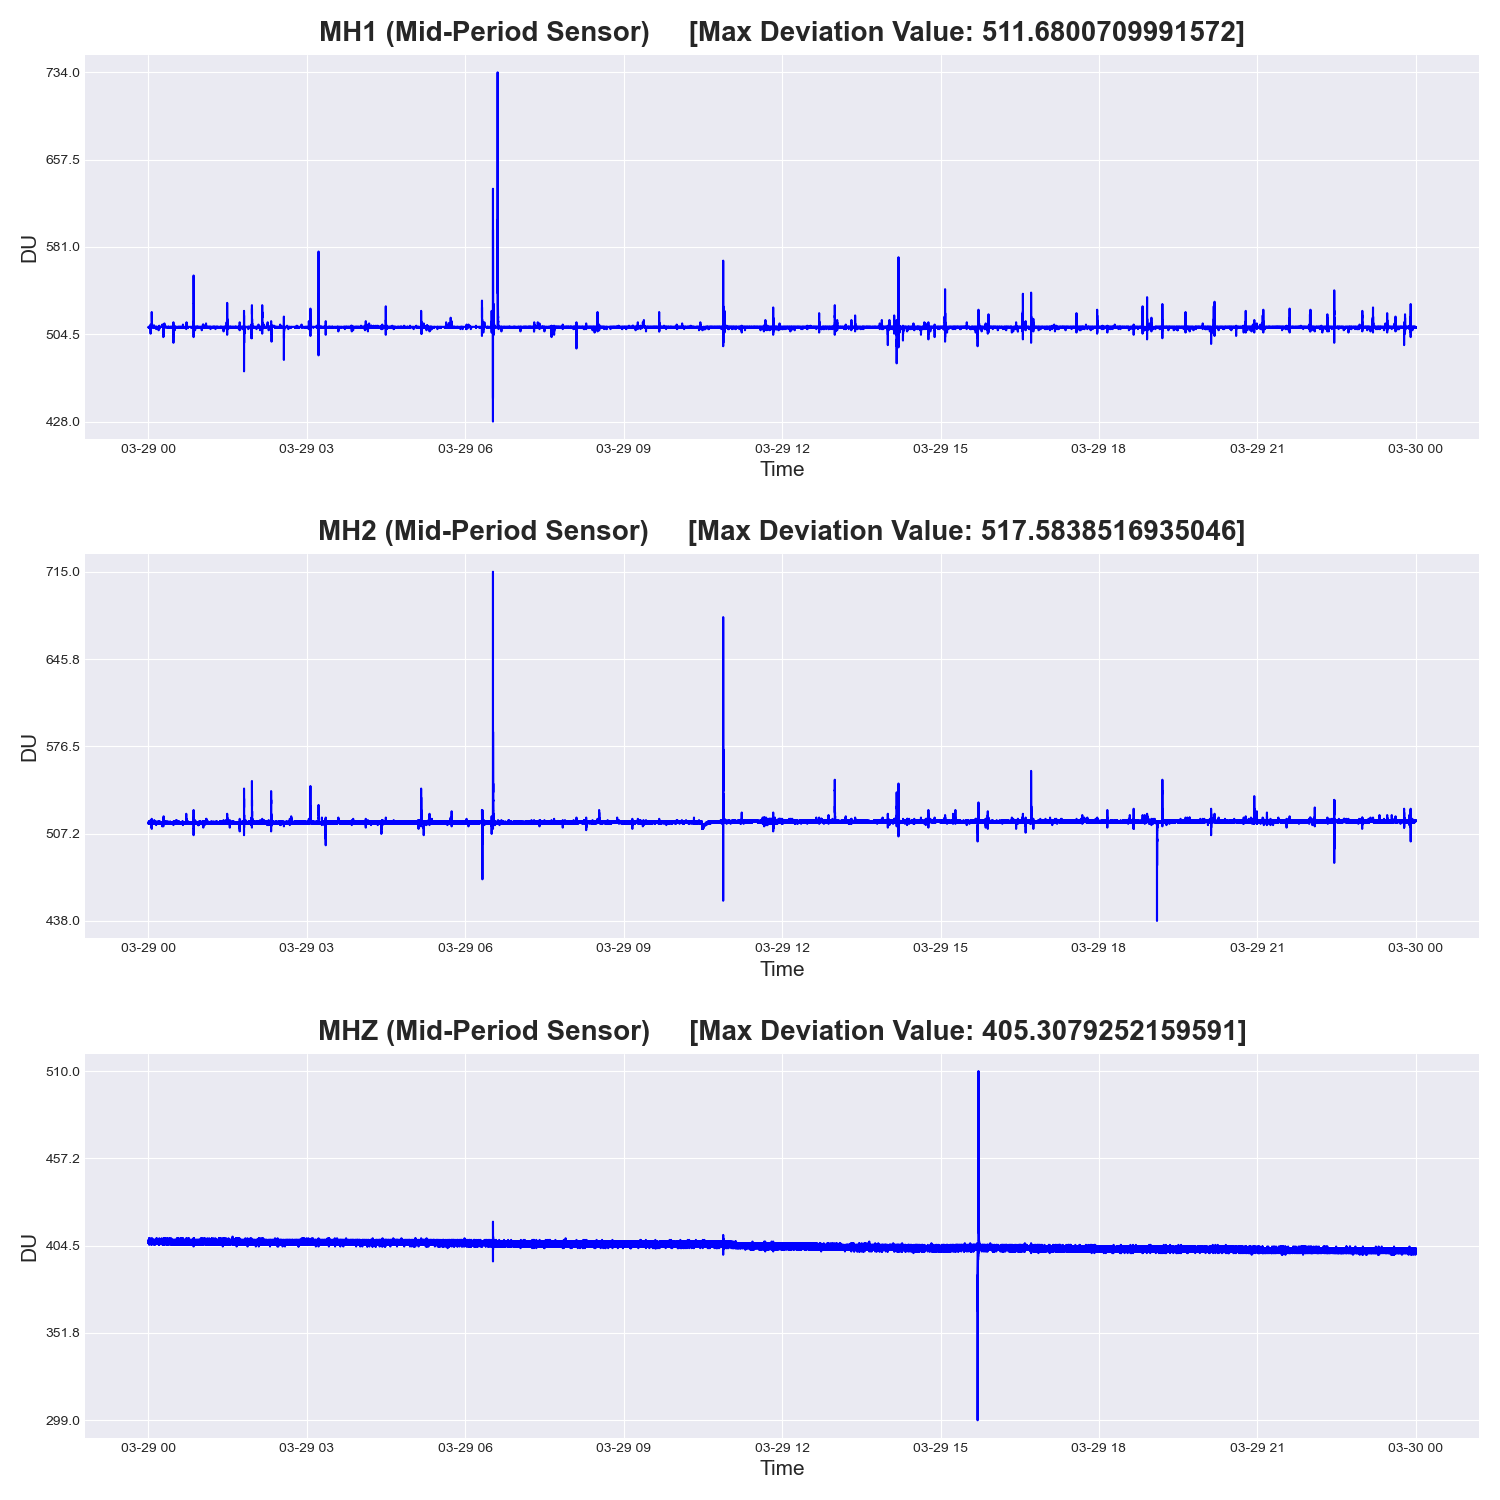 MH1 (Mid-Period Sensor) [Max Deviation Value: 511.6800709991572]
734.0
657.5
581.0
504.5
428.0
DU
03-29 00 03-29 03 03-29 06 03-29 09 03-29 12 03-29 15 03-29 18 03-29 21 03-30 00
Time
MH2 (Mid-Period Sensor) [Max Deviation Value: 517.5838516935046]
715.0
645.8
576.5
507.2
438.0
DU
03-29 00 03-29 03 03-29 06 03-29 09 03-29 12 03-29 15 03-29 18 03-29 21 03-30 00
Time
MHZ (Mid-Period Sensor) [Max Deviation Value: 405.3079252159591]
510.0
457.2
404.5
351.8
299.0
DU
03-29 00 03-29 03 03-29 06 03-29 09 03-29 12 03-29 15 03-29 18 03-29 21 03-30 00
Time